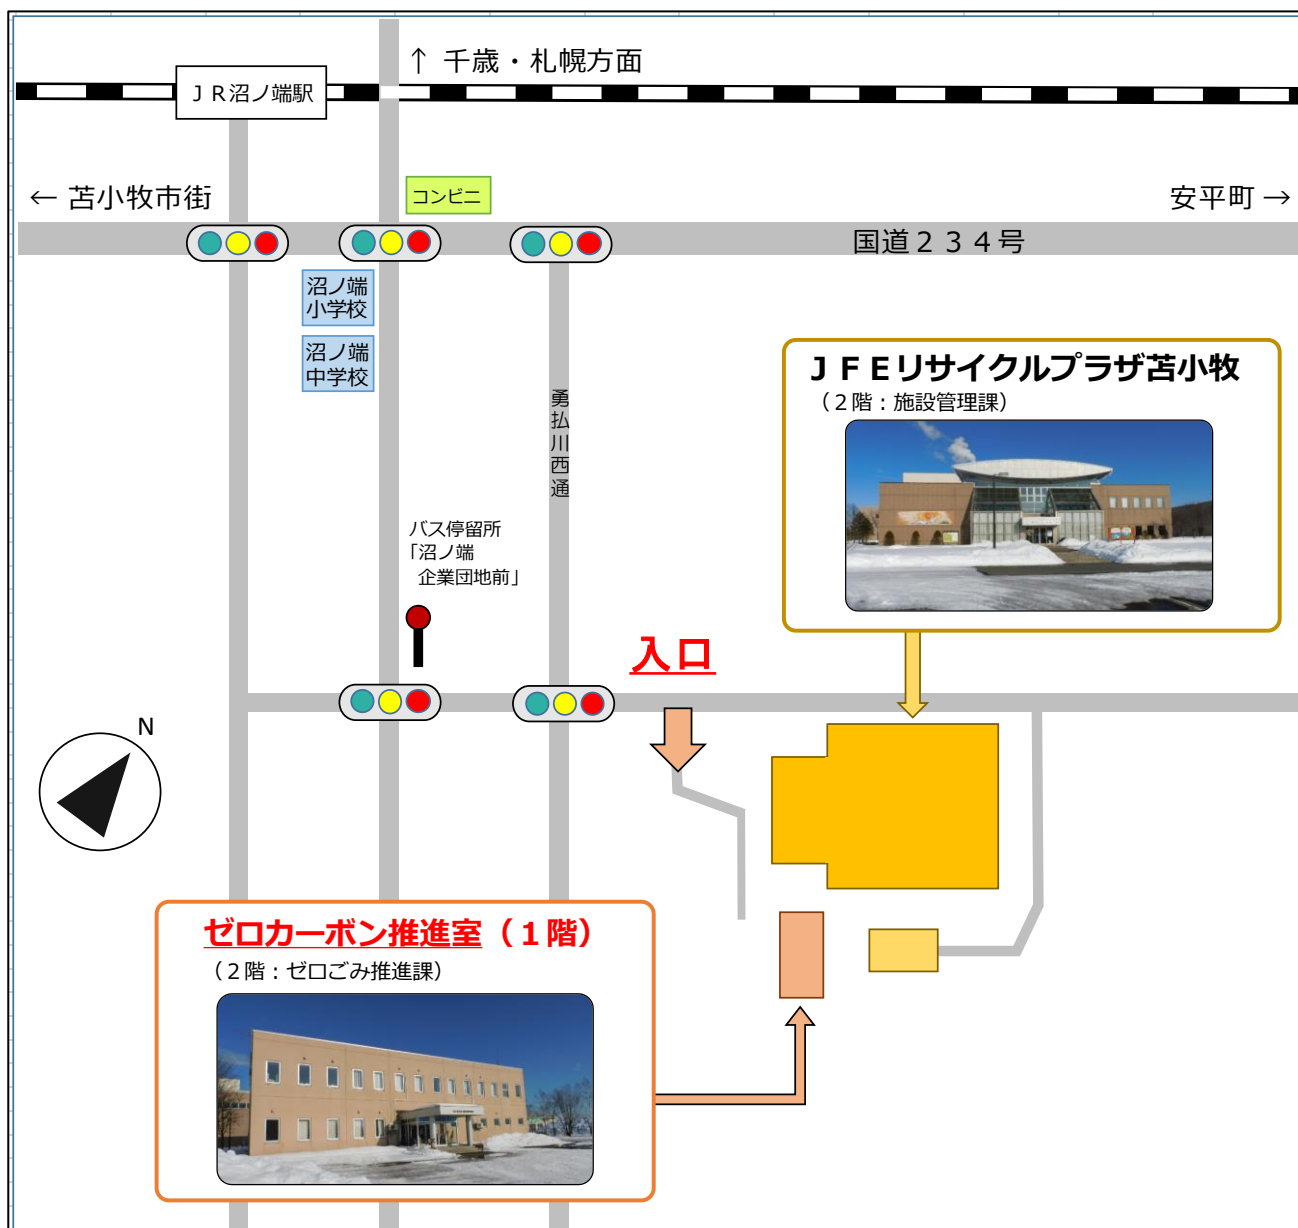 ↑ 千歳・札幌方面
ＪＲ沼ノ端駅
← 苫小牧市街
コンビニ
安平町 →
国道２３４号
沼ノ端
小学校
沼ノ端
中学校
勇払川西通
ＪＦＥリサイクルプラザ苫小牧
（２階：施設管理課）
バス停留所
「沼ノ端
企業団地前」
入口
N
ゼロカーボン推進室（１階）
（２階：ゼロごみ推進課）